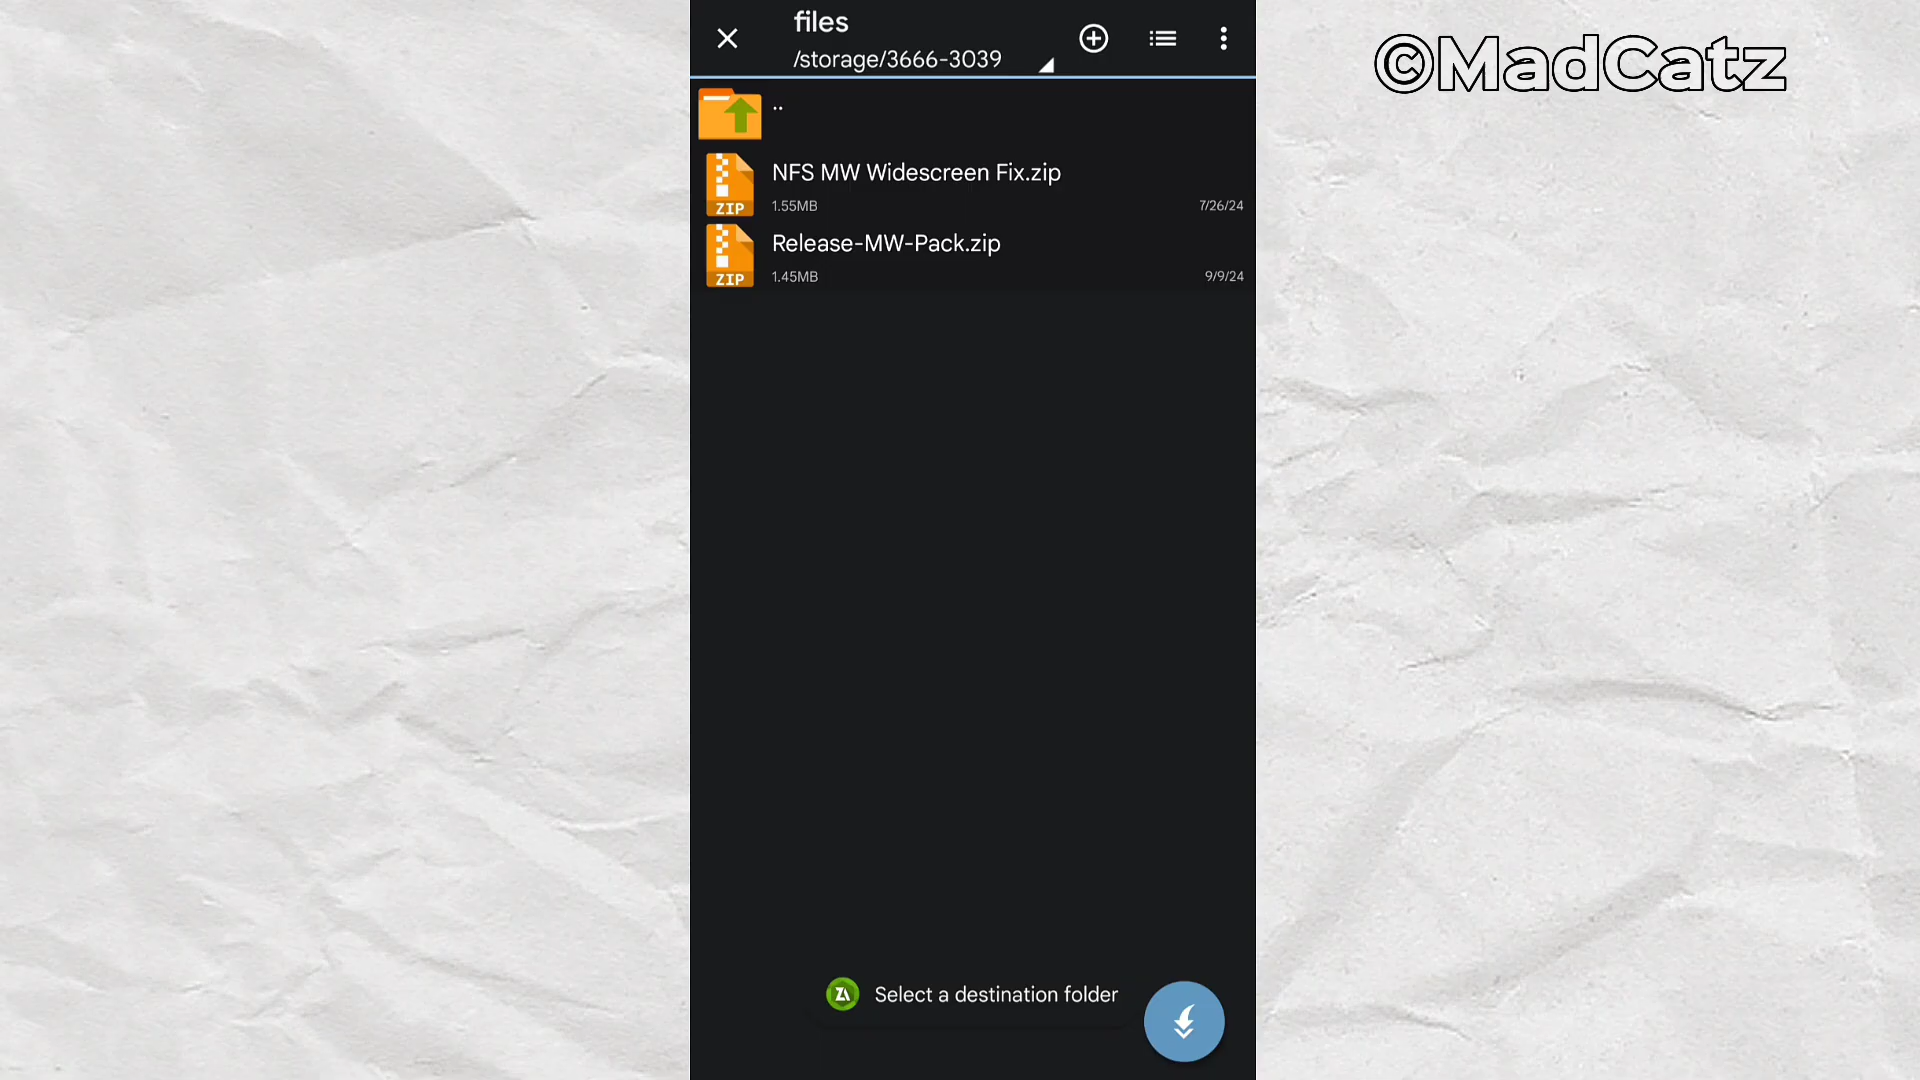 files
/storage/3666-3039
©MadCatz
..
NFS MW Widescreen Fix.zip
ZIP
1.55MB
7/26/24
Release-MW-Pack.zip
ZIP
1.45MB
9/9/24
ZA
Select a destination folder